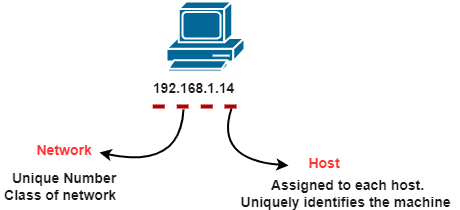 192.168.1.14
Network
Unique Number
Class of network
Host
Assigned to each host.
Uniquely identifies the machine